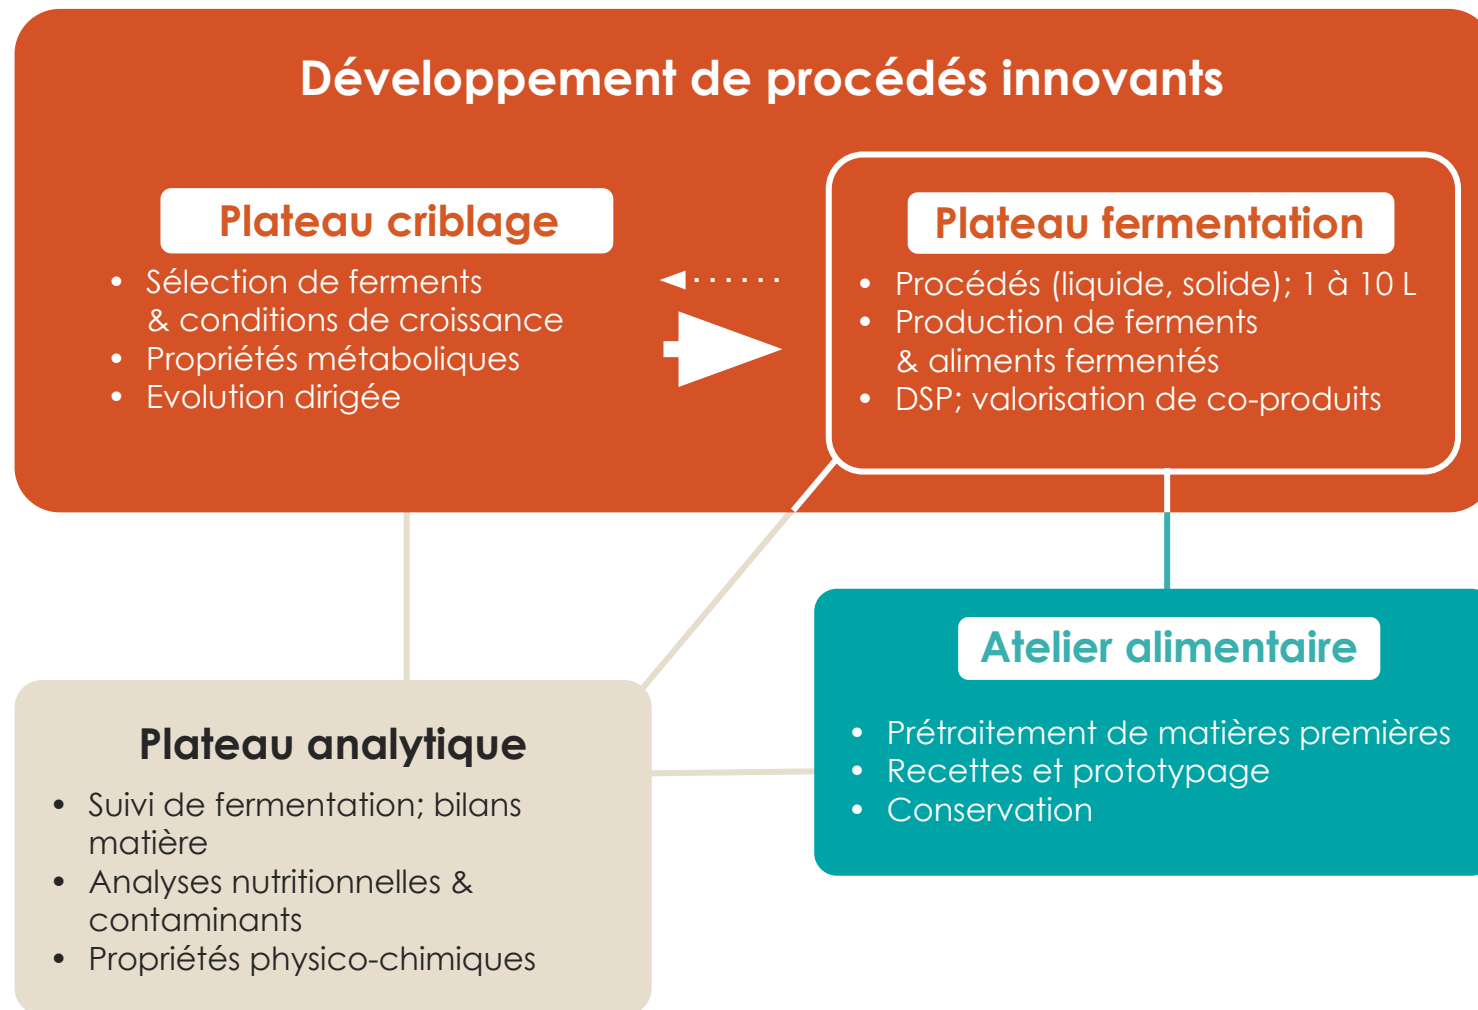 Développement de procédés innovants
Plateau criblage
• Sélection de ferments
& conditions de croissance
• Propriétés métaboliques
• Evolution dirigée
Plateau fermentation
• Procédés (liquide, solide); 1 à 10 L
• Production de ferments
& aliments fermentés
• DSP; valorisation de co-produits
Atelier alimentaire
• Prétraitement de matières premières
• Recettes et prototypage
• Conservation
Plateau analytique
• Suivi de fermentation; bilans
matière
• Analyses nutritionnelles &
contaminants
• Propriétés physico-chimiques